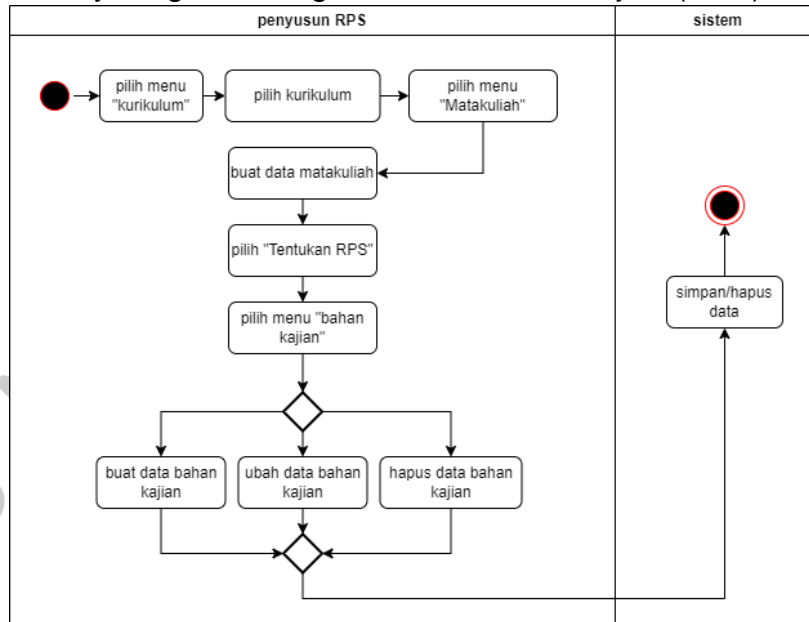 penyusun RPS
sistem
pilih menu
"kurikulum"
pilih kurikulum
pilih menu
"Matakuliah"
buat data matakuliah
pilih "Tentukan RPS"
pilih menu "bahan
kajian"
buat data bahan
kajian
ubah data bahan
kajian
hapus data bahan
kajian
simpan/hapus
data